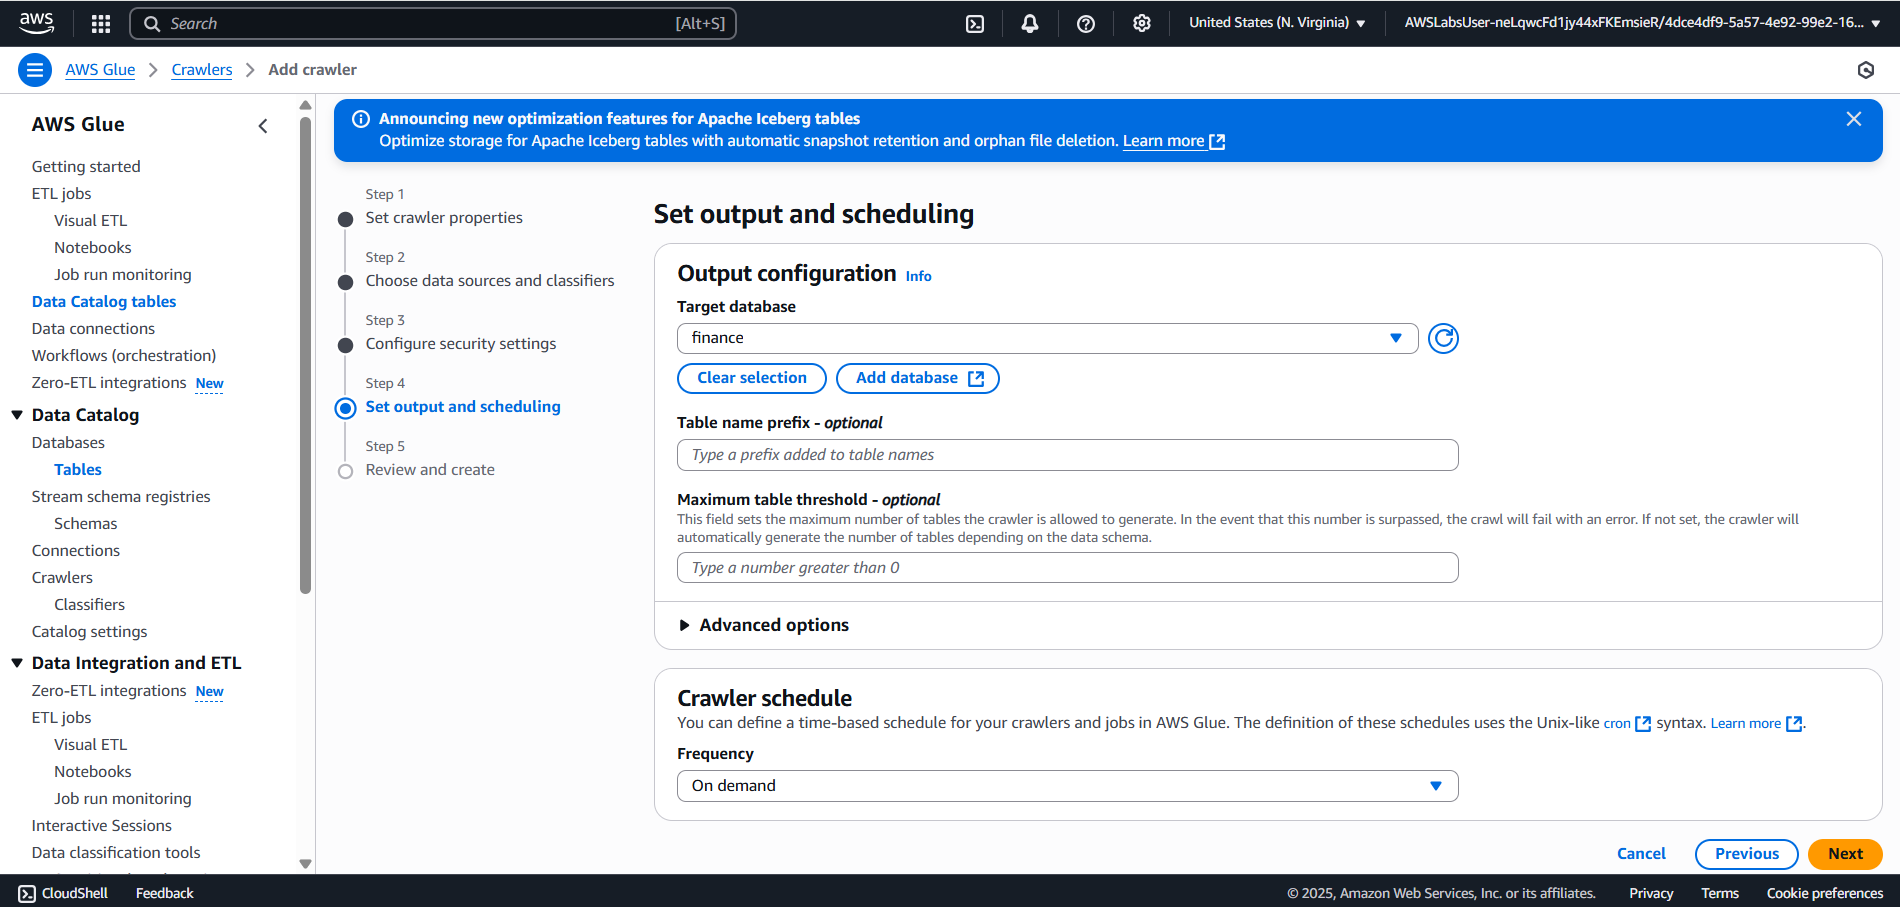 aws
Search
[Alt+S]
United States (N. Virginia)
AWSLabsUser-neLqwcFd1jy44xFKEmsieR/4dce4df9-5a57-4e92-99e2-16...
AWS Glue
Crawlers
Add crawler
AWS Glue
Getting started
ETL jobs
Visual ETL
Notebooks
Job run monitoring
Data Catalog tables
Data connections
Workflows (orchestration)
Zero-ETL integrations New
Data Catalog
Databases
Tables
Stream schema registries
Schemas
Connections
Crawlers
Classifiers
Catalog settings
Data Integration and ETL
Zero-ETL integrations New
ETL jobs
Visual ETL
Notebooks
Job run monitoring
Interactive Sessions
Data classification tools
Announcing new optimization features for Apache Iceberg tables
Optimize storage for Apache Iceberg tables with automatic snapshot retention and orphan file deletion. Learn more
Step 1
Set crawler properties
Step 2
Choose data sources and classifiers
Step 3
Configure security settings
Step 4
Set output and scheduling
Step 5
Review and create
Set output and scheduling
Output configuration Info
Target database
finance
Clear selection
Add database
Table name prefix - optional
Type a prefix added to table names
Maximum table threshold - optional
This field sets the maximum number of tables the crawler is allowed to generate. In the event that this number is surpassed, the crawl will fail with an error. If not set, the crawler will
automatically generate the number of tables depending on the data schema.
Type a number greater than 0
Advanced options
Crawler schedule
You can define a time-based schedule for your crawlers and jobs in AWS Glue. The definition of these schedules uses the Unix-like cron syntax. Learn more.
Frequency
On demand
Cancel
Previous
Next
CloudShell
Feedback
© 2025, Amazon Web Services, Inc. or its affiliates.
Privacy
Terms
Cookie preferences